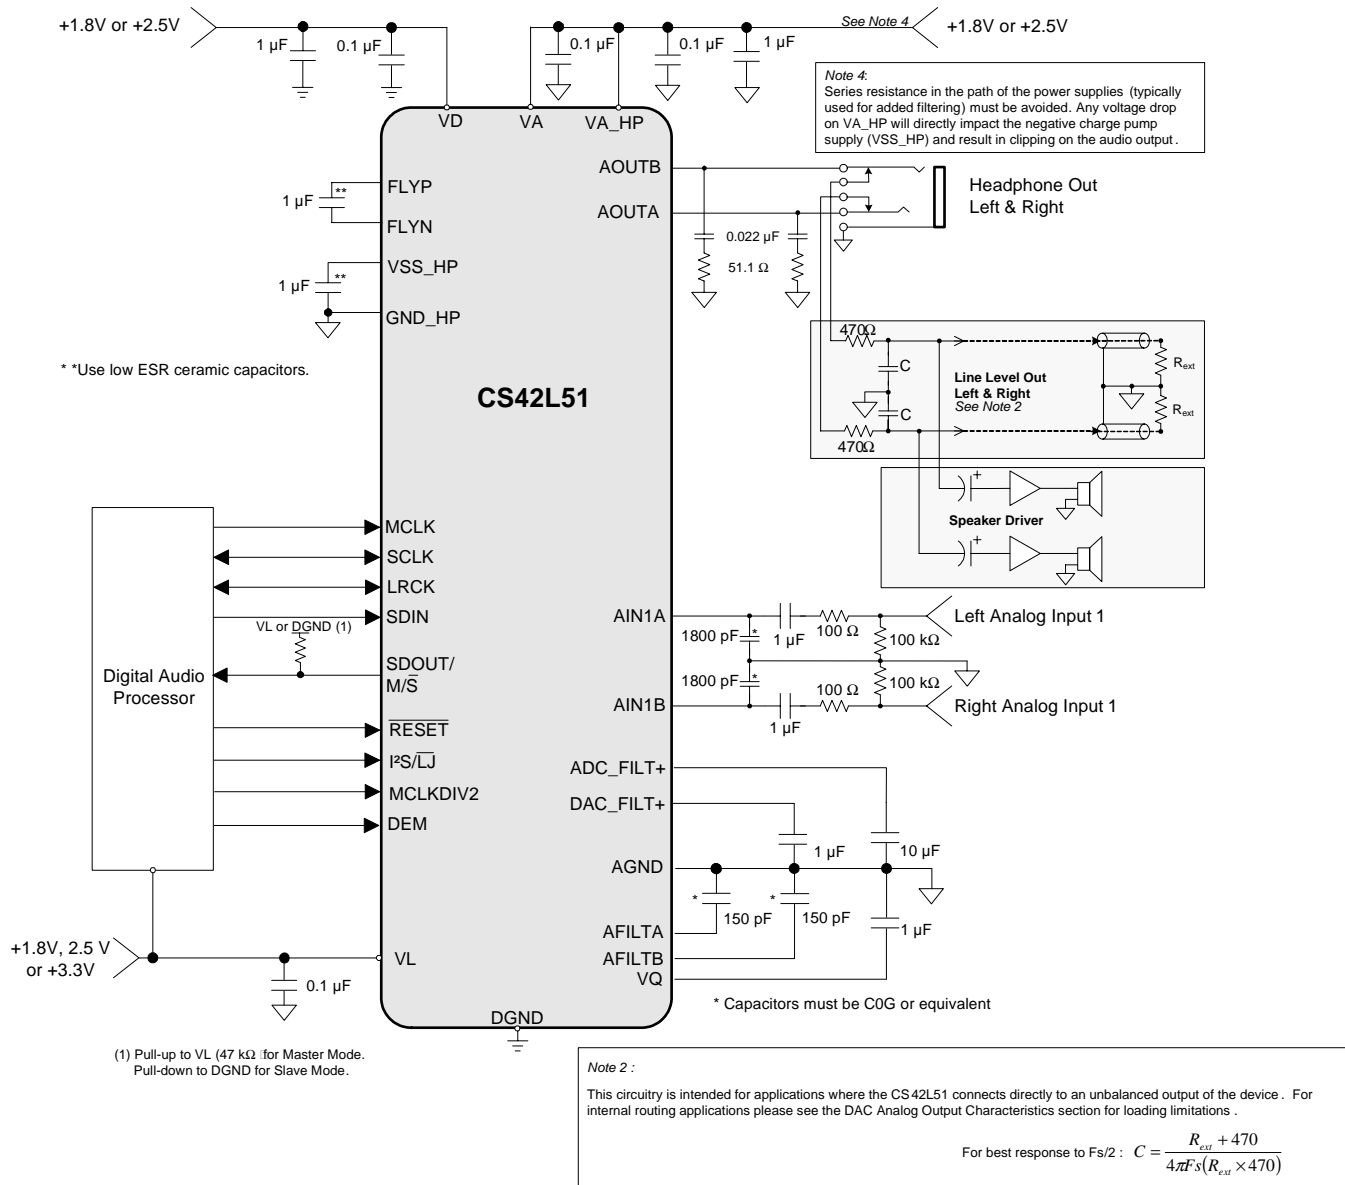 +1.8V or +2.5V
1 µF
0.1 µF
0.1 µF
0.1 µF
1 µF
See Note 4
+1.8V or +2.5V
Note 4:
Series resistance in the path of the power supplies (typically
used for added filtering) must be avoided. Any voltage drop
on VA_HP will directly impact the negative charge pump
supply (VSS_HP) and result in clipping on the audio output.
VD
VA
VA_HP
AOUTB
AOUTA
Headphone Out
Left & Right
FLYP
FLYN
1 µF
**
VSS_HP
GND_HP
1 µF
**
0.022 µF
51.1 Ω
* *Use low ESR ceramic capacitors.
CS42L51
470Ω
C
C
470Ω
Line Level Out
Left & Right
See Note 2
Rext
Rext
+
Speaker Driver
+
Digital Audio
Processor
MCLK
SCLK
LRCK
SDIN
VL or DGND (1)
SDOUT/
M/S̅
R̅E̅S̅E̅T̅
I²S/L̅J̅
MCLKDIV2
DEM
AIN1A
1800 pF
*
1 µF
100 Ω
100 kΩ
Left Analog Input 1
1800 pF
*
AIN1B
1 µF
100 Ω
100 kΩ
Right Analog Input 1
ADC_FILT+
DAC_FILT+
1 µF
10 µF
AGND
*
150 pF
*
150 pF
1 µF
AFILTA
AFILTB
VQ
+1.8V, 2.5 V
or +3.3V
VL
0.1 µF
* Capacitors must be C0G or equivalent
DGND
(1) Pull-up to VL (47 kΩ for Master Mode.
Pull-down to DGND for Slave Mode.
Note 2 :
This circuitry is intended for applications where the CS42L51 connects directly to an unbalanced output of the device. For
internal routing applications please see the DAC Analog Output Characteristics section for loading limitations.
For best response to Fs/2 : C = (Rext + 470) / (4πFs(Rext × 470))